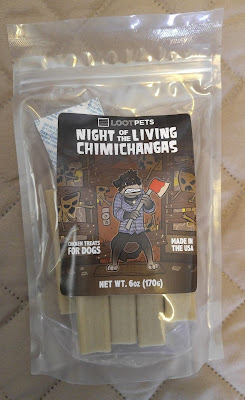 LOOTPETS
NIGHT OF THE LIVING
CHIMICHANGAS
CHICKEN TREATS
FOR DOGS
MADE IN
THE USA
NET WT. 6oz (170g)